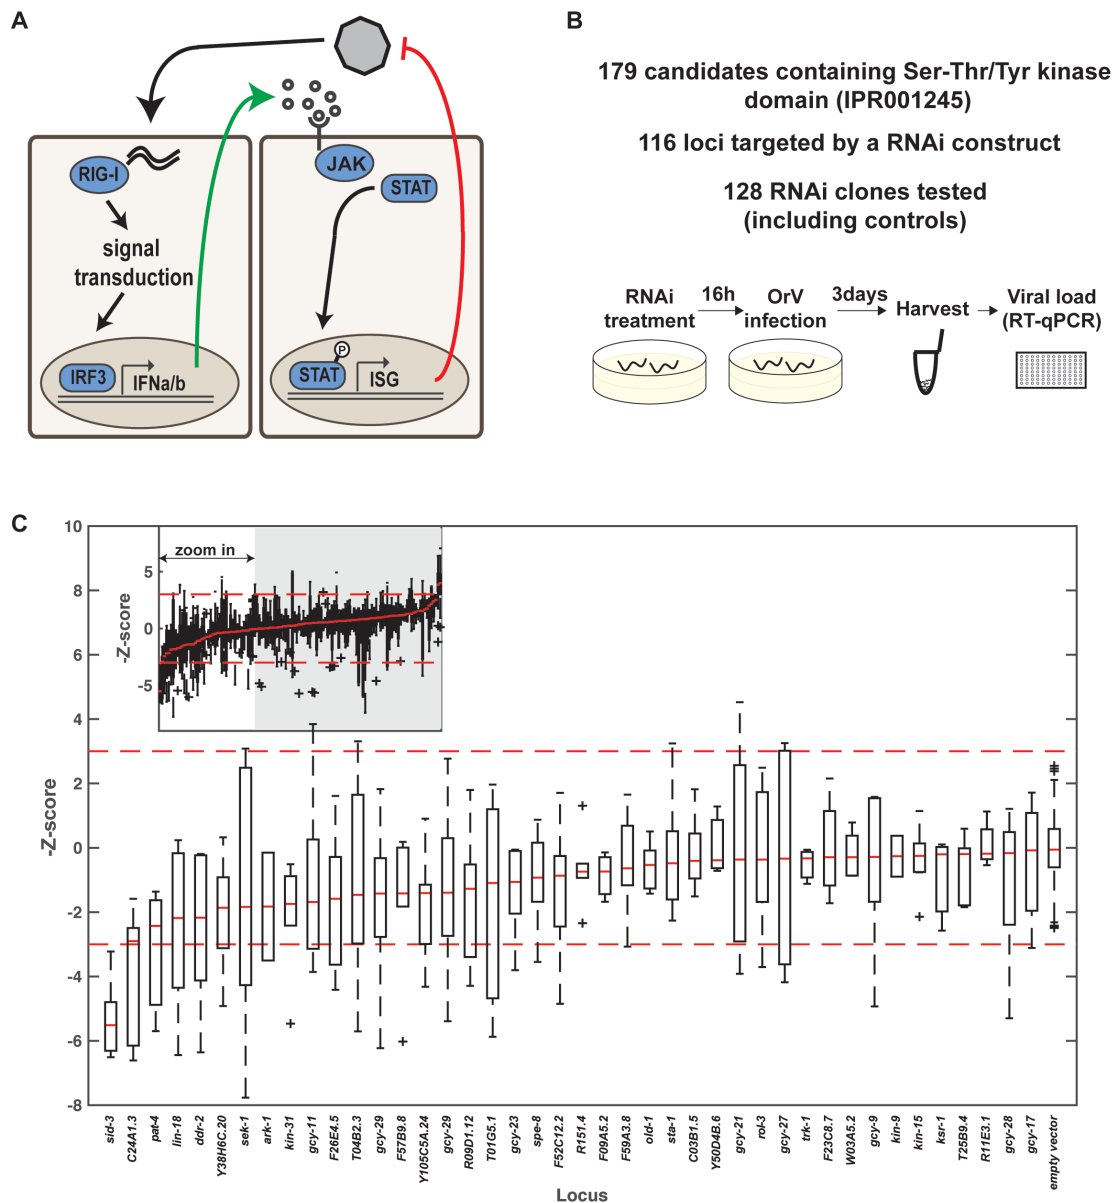 A
RIG-I
signal
transduction
IRF3
IFNa/b
JAK
STAT
P
STAT
ISG
B
179 candidates containing Ser-Thr/Tyr kinase
domain (IPR001245)
116 loci targeted by a RNAi construct
128 RNAi clones tested
(including controls)
RNAi
treatment
16h
OrV
infection
3days
Harvest
Viral load
(RT-qPCR)
C
10
8
6
4
2
0
-2
-4
-6
-8
-Z-score
zoom in
5
0
-5
-Z-score
sid-3
C24A1.3
pat-4
lin-18
ddr-2
Y38H6C.20
sek-1
ark-1
kin-31
gcy-11
F26E4.5
T04B2.3
gcy-29
F57B9.8
Y105C5A.24
gcy-29
R09D1.12
T01G5.1
gcy-23
spe-8
F52C12.2
R151.4
F09A5.2
F59A3.8
old-1
sta-1
C03B1.5
Y50D4B.6
gcy-21
rol-3
gcy-27
trk-1
F23C8.7
W03A5.2
gcy-9
kin-9
kin-15
ksr-1
T25B9.4
R11E3.1
gcy-28
gcy-17
empty vector
Locus